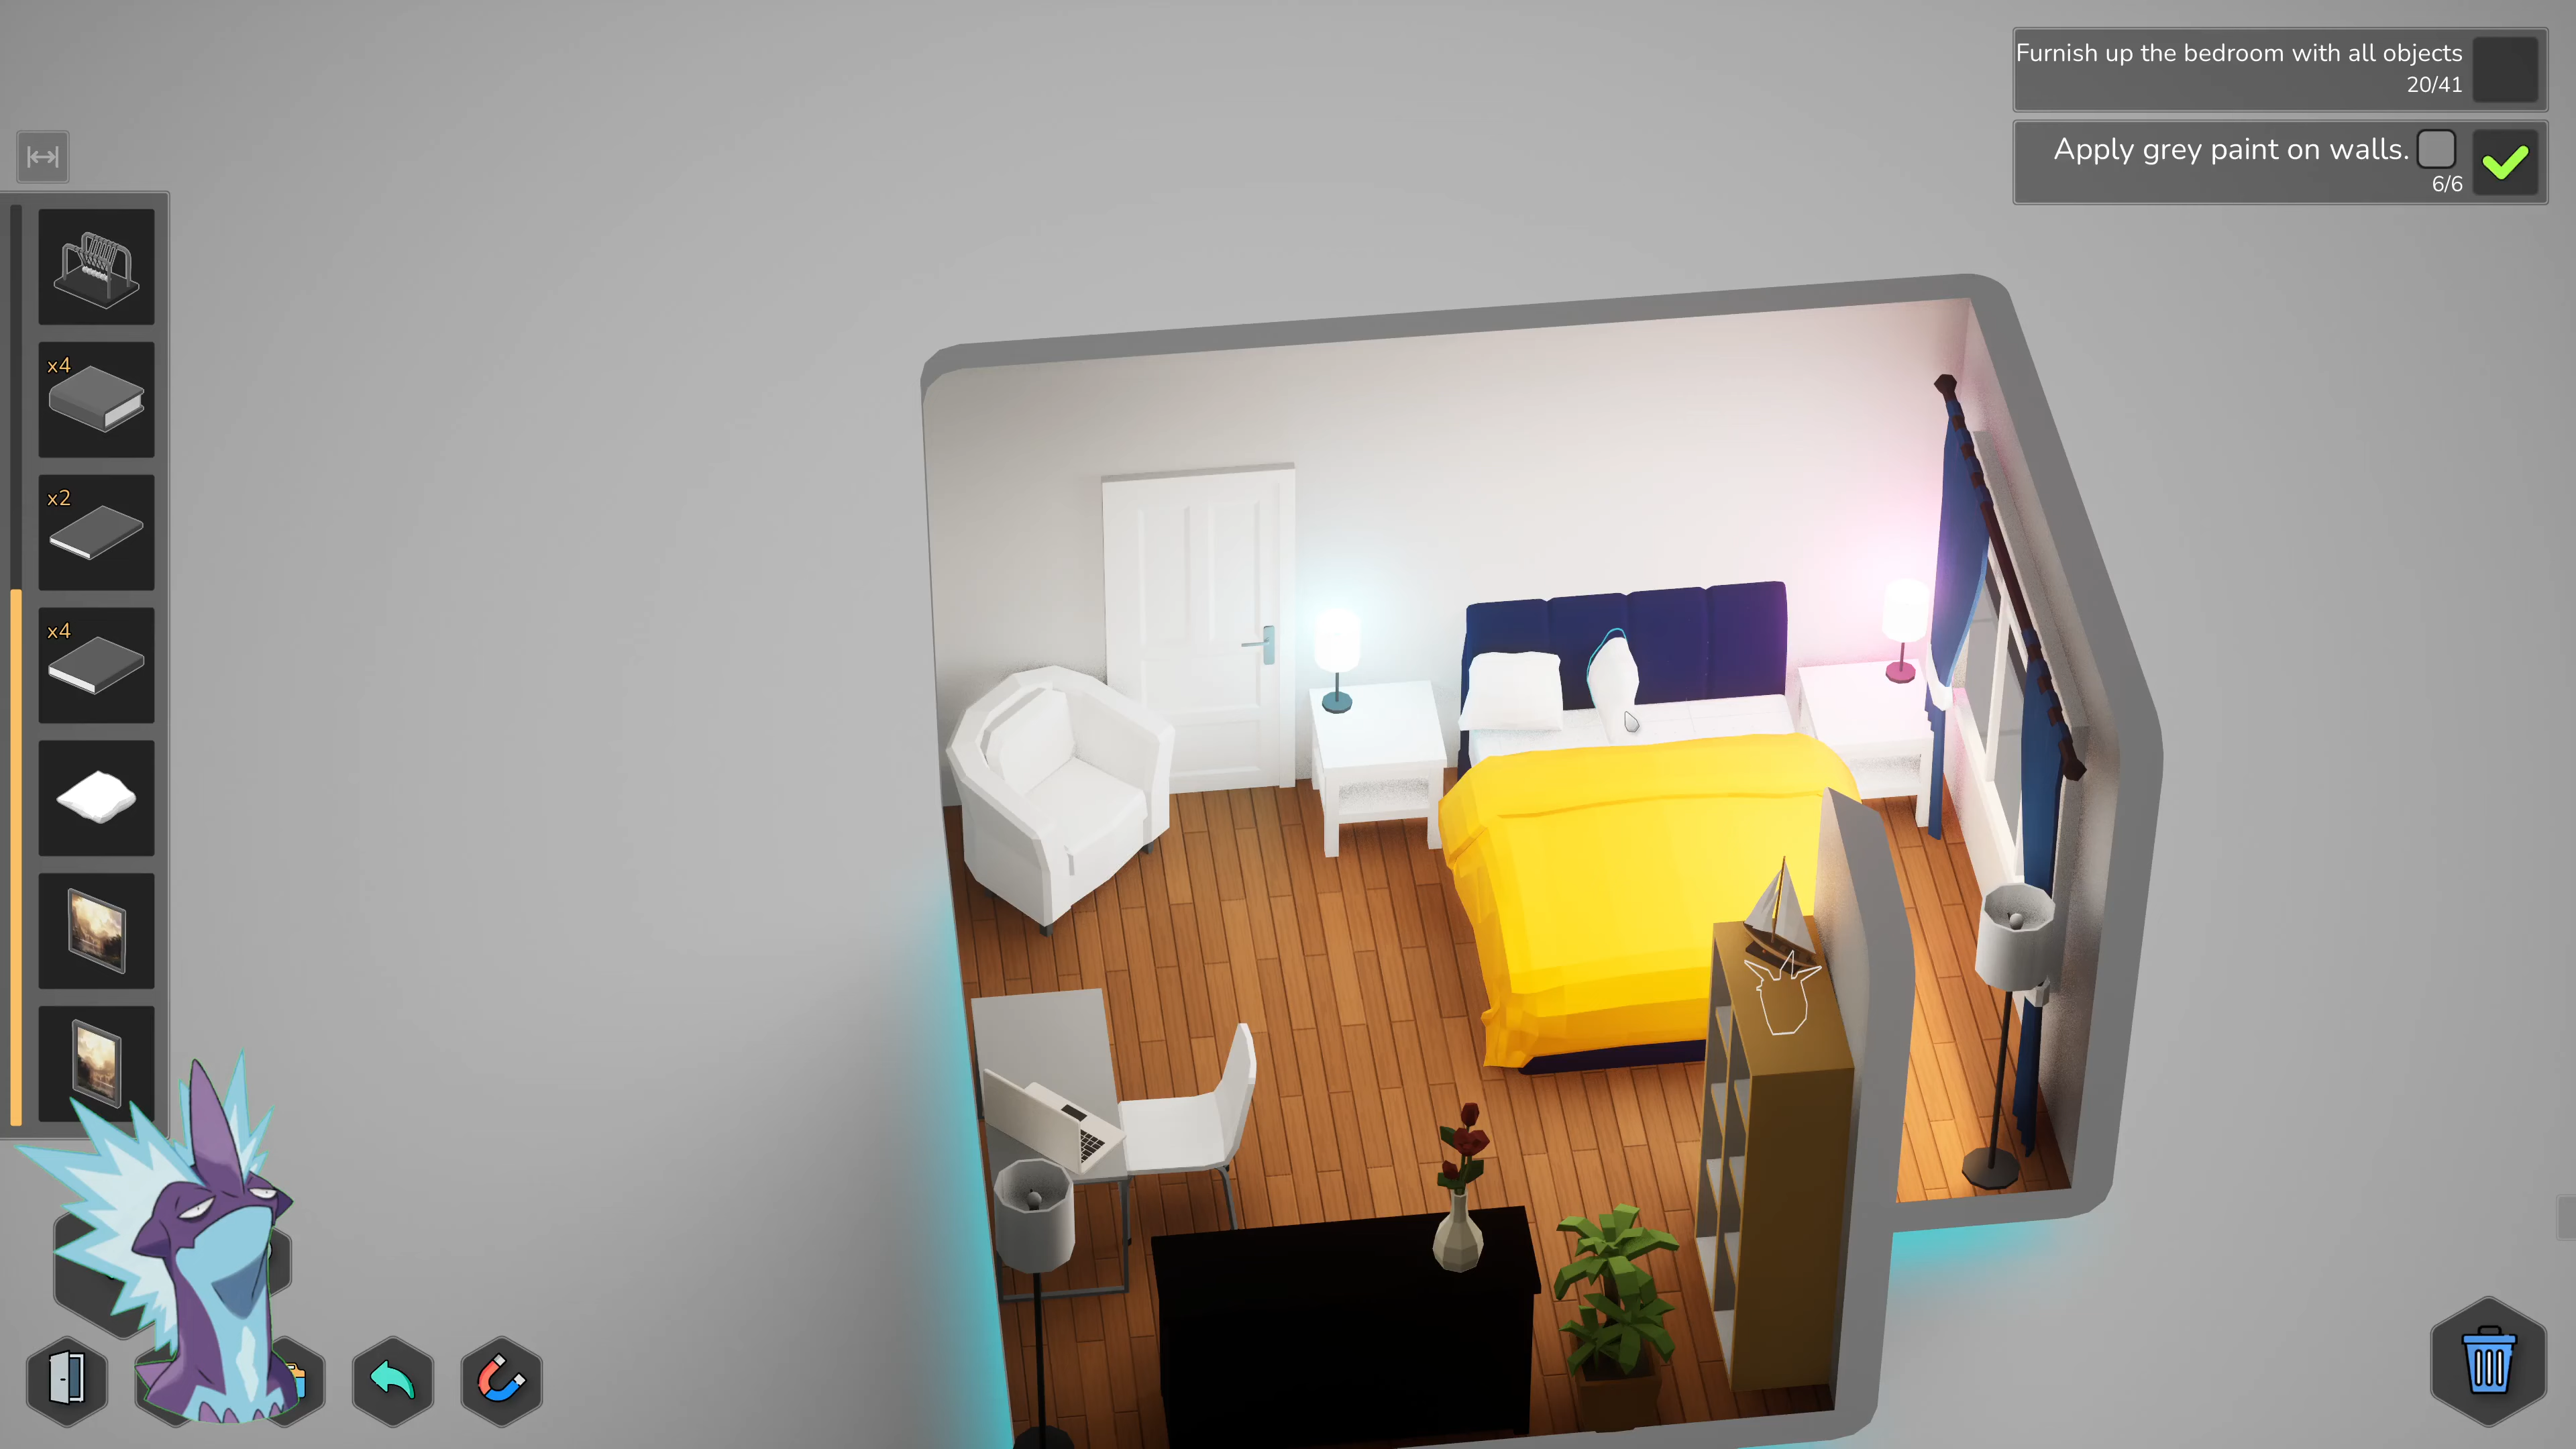 Furnish up the bedroom with all objects
20/41
Apply grey paint on walls.
6/6
x4
x2
x4